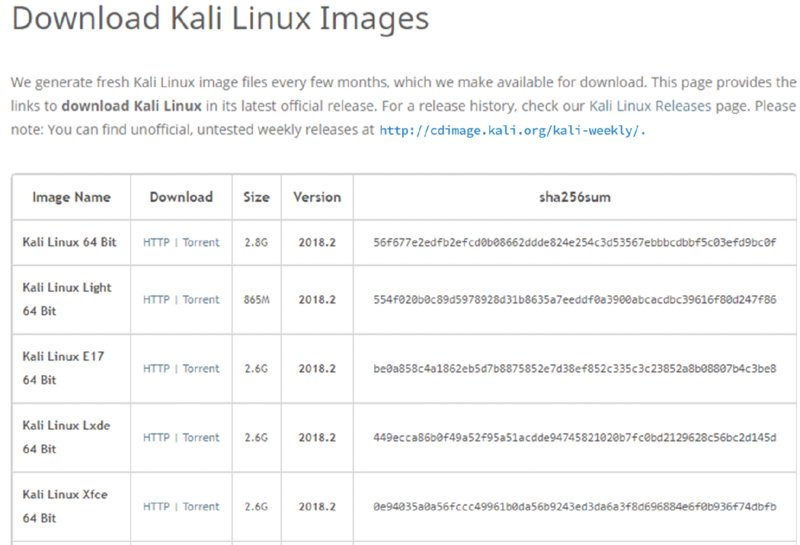 Download Kali Linux Images
We generate fresh Kali Linux image files every few months, which we make available for download. This page provides the
links to download Kali Linux in its latest official release. For a release history, check our Kali Linux Releases page. Please
note: You can find unofficial, untested weekly releases at http://cdimage.kali.org/kali-weekly/.
Image Name Download Size Version sha256sum
Kali Linux 64 Bit HTTP | Torrent 2.8G 2018.2 56f677e2edfb2efcd0b08662ddde824e254c3d53567ebbbcdbbf5c03efd9bc0f
Kali Linux Light
64 Bit HTTP | Torrent 865M 2018.2 554f020b0c89d5978928d31b8635a7eeddf0a3900abcacdbc39616f80d247f86
Kali Linux E17
64 Bit HTTP | Torrent 2.6G 2018.2 be0a858c4a1862eb5d7b8875852e7d38ef852c335c3c23852a8b08807b4c3be8
Kali Linux Lxde
64 Bit HTTP | Torrent 2.6G 2018.2 449ecca86b0f49a52f95a51acdde94745821020b7fc0bd2129628c56bc2d145d
Kali Linux Xfce
64 Bit HTTP | Torrent 2.6G 2018.2 0e94035a0a56fccc49961b0da56b9243ed3da6a3f8d696884e6f0b936f74dbfb